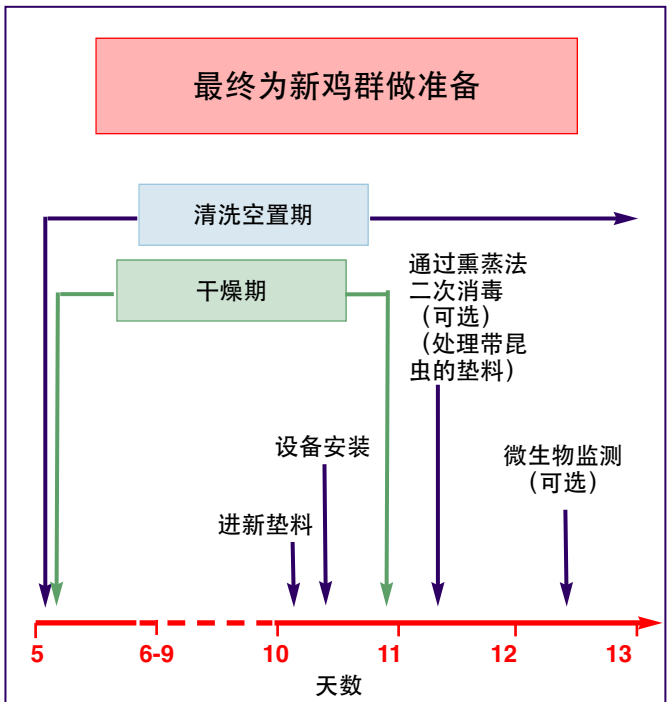 最终为新鸡群做准备
清洗空置期
干燥期
通过熏蒸法
二次消毒
（可选）
（处理带昆
虫的垫料）
设备安装
微生物监测
（可选）
进新垫料
5
6-9
10
11
12
13
天数